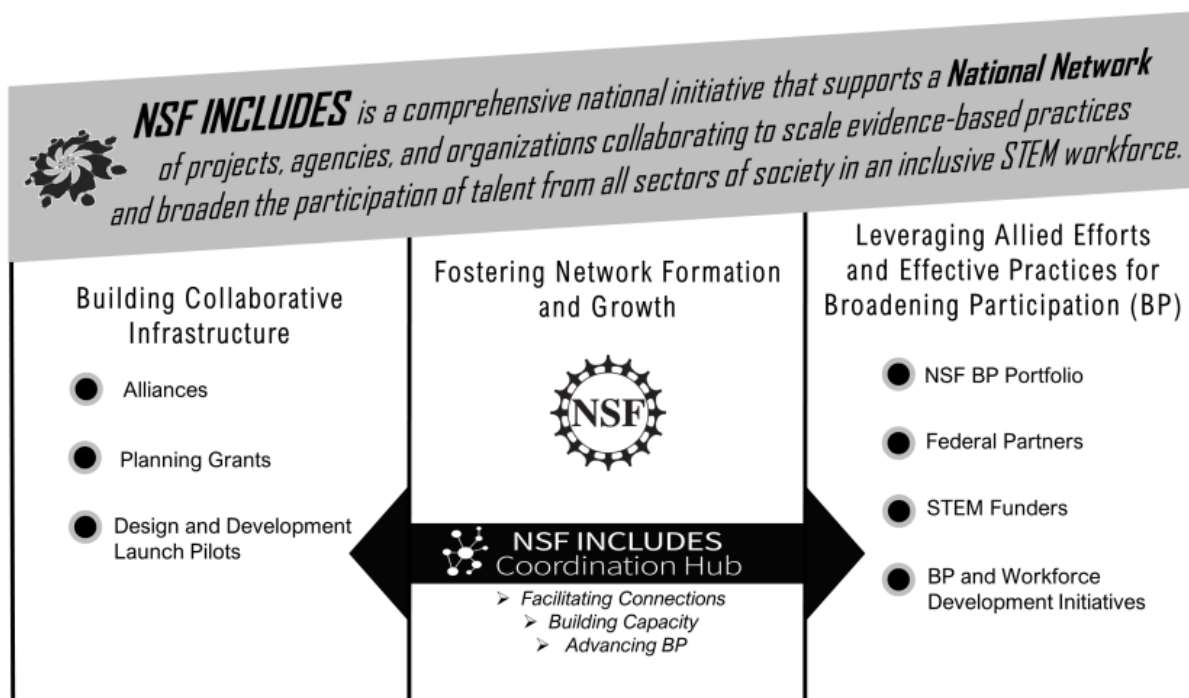 NSF INCLUDES is a comprehensive national initiative that supports a National Network
of projects, agencies, and organizations collaborating to scale evidence-based practices
and broaden the participation of talent from all sectors of society in an inclusive STEM workforce.
Building Collaborative
Infrastructure
Alliances
Planning Grants
Design and Development
Launch Pilots
Fostering Network Formation
and Growth
NSF
NSF INCLUDES
Coordination Hub
➢ Facilitating Connections
➢ Building Capacity
➢ Advancing BP
Leveraging Allied Efforts
and Effective Practices for
Broadening Participation (BP)
NSF BP Portfolio
Federal Partners
STEM Funders
BP and Workforce
Development Initiatives